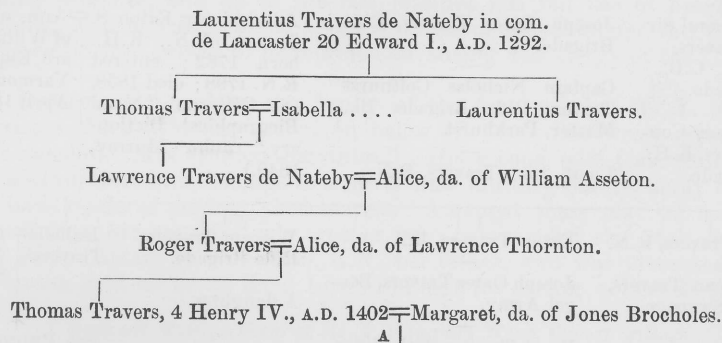 Laurentius Travers de Nateby in com.
de Lancaster 20 Edward I., A.D. 1292.
Thomas Travers=Isabella .... Laurentius Travers.
Lawrence Travers de Nateby=Alice, da. of William Asseton.
Roger Travers=Alice, da. of Lawrence Thornton.
Thomas Travers, 4 Henry IV., A.D. 1402=Margaret, da. of Jones Brocholes.
A